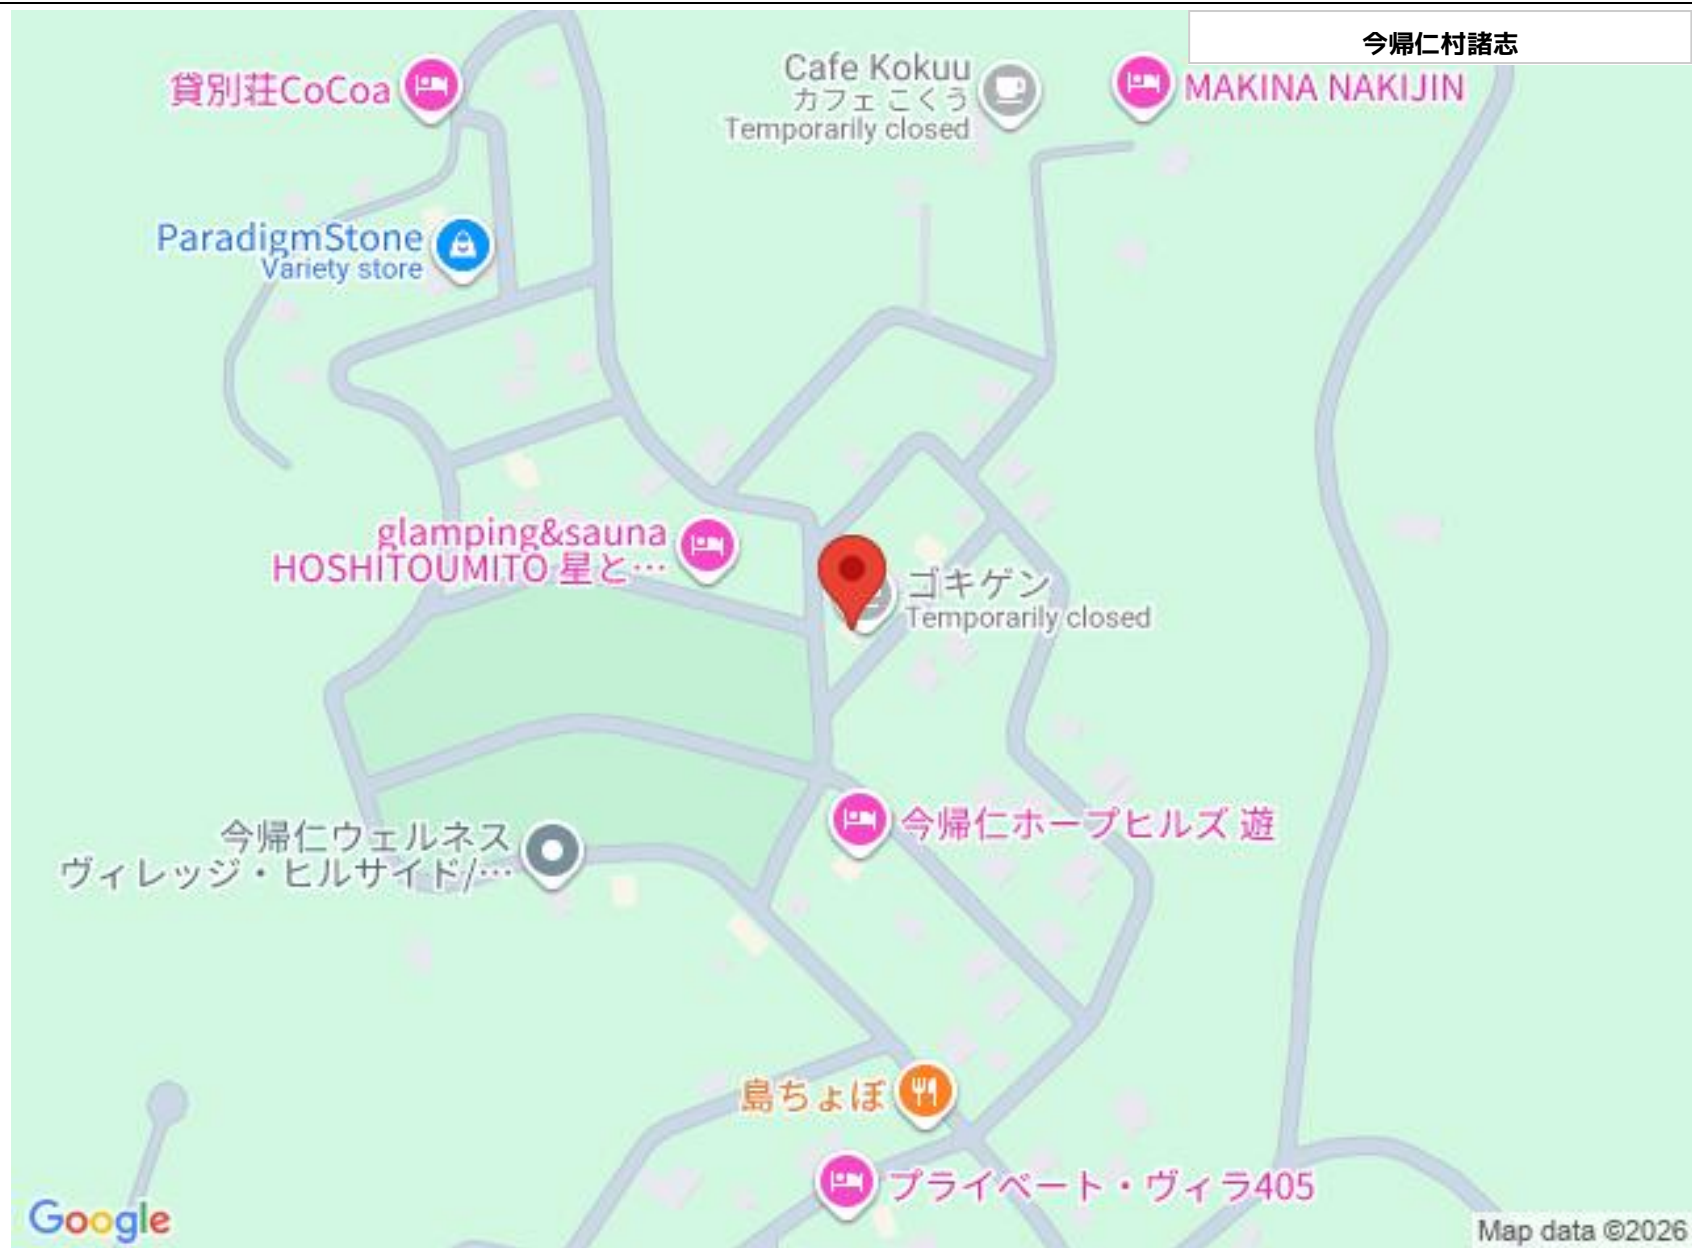 今帰仁村諸志
Cafe Kokuu
カフェ こくう
Temporarily closed
貸別荘CoCoa
MAKINA NAKIJIN
ParadigmStone
Variety store
glamping&sauna
HOSHITOUMITO 星と…
ゴキゲン
Temporarily closed
今帰仁ホープヒルズ 遊
今帰仁ウェルネス
ヴィレッジ・ヒルサイド/…
島ちょぼ
プライベート・ヴィラ405
Google
Map data ©2026